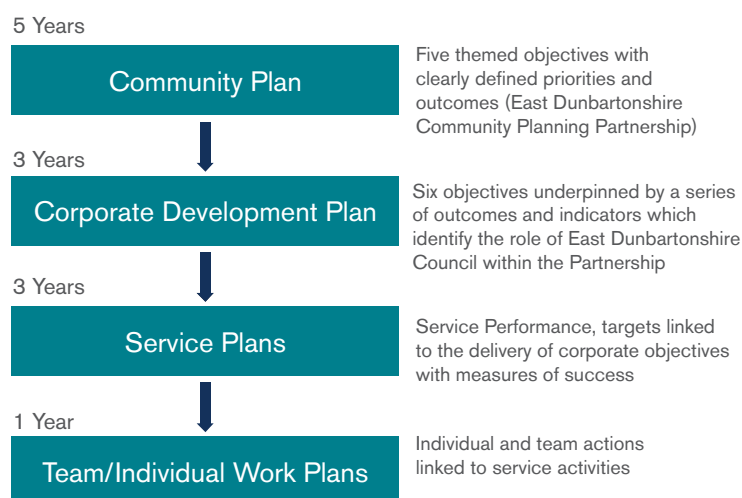 5 Years
Community Plan
Five themed objectives with
clearly defined priorities and
outcomes (East Dunbartonshire
Community Planning Partnership)
3 Years
Corporate Development Plan
Six objectives underpinned by a series
of outcomes and indicators which
identify the role of East Dunbartonshire
Council within the Partnership
3 Years
Service Plans
Service Performance, targets linked
to the delivery of corporate objectives
with measures of success
1 Year
Team/Individual Work Plans
Individual and team actions
linked to service activities